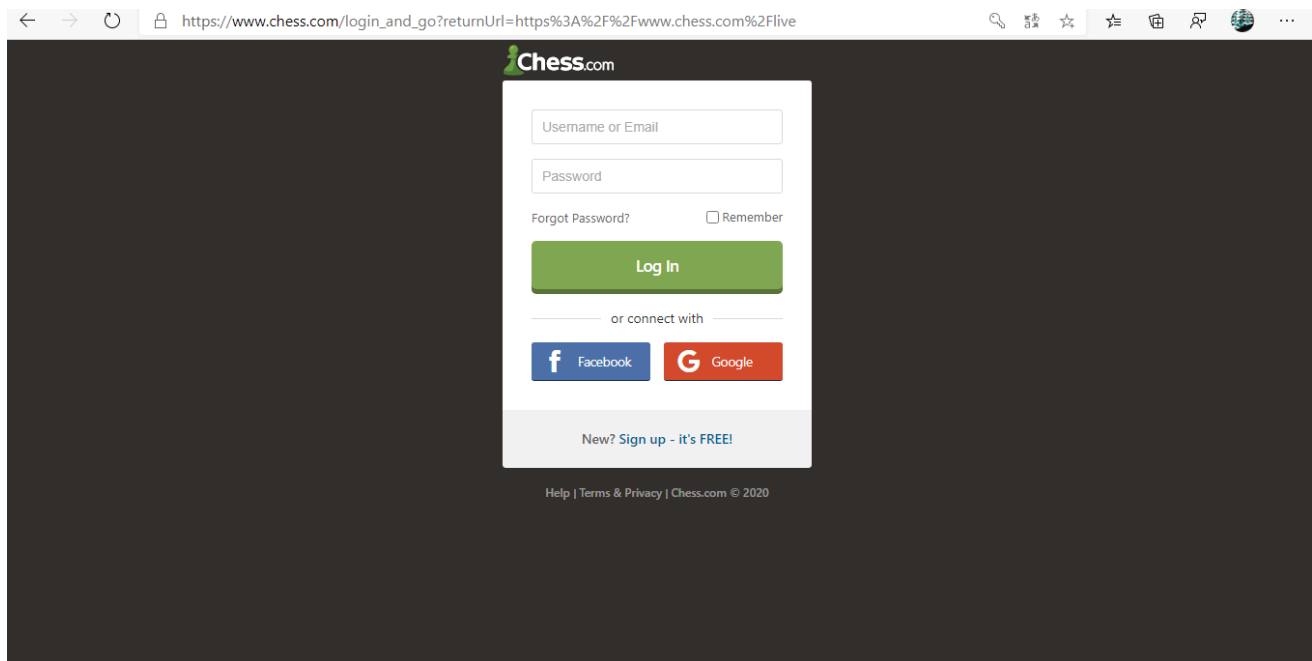 https://www.chess.com/login_and_go?returnUrl=https%3A%2F%2Fwww.chess.com%2Flive
Chess.com
Username or Email
Password
Forgot Password? Remember
Log In
or connect with
Facebook Google
New? Sign up - it's FREE!
Help | Terms & Privacy | Chess.com © 2020